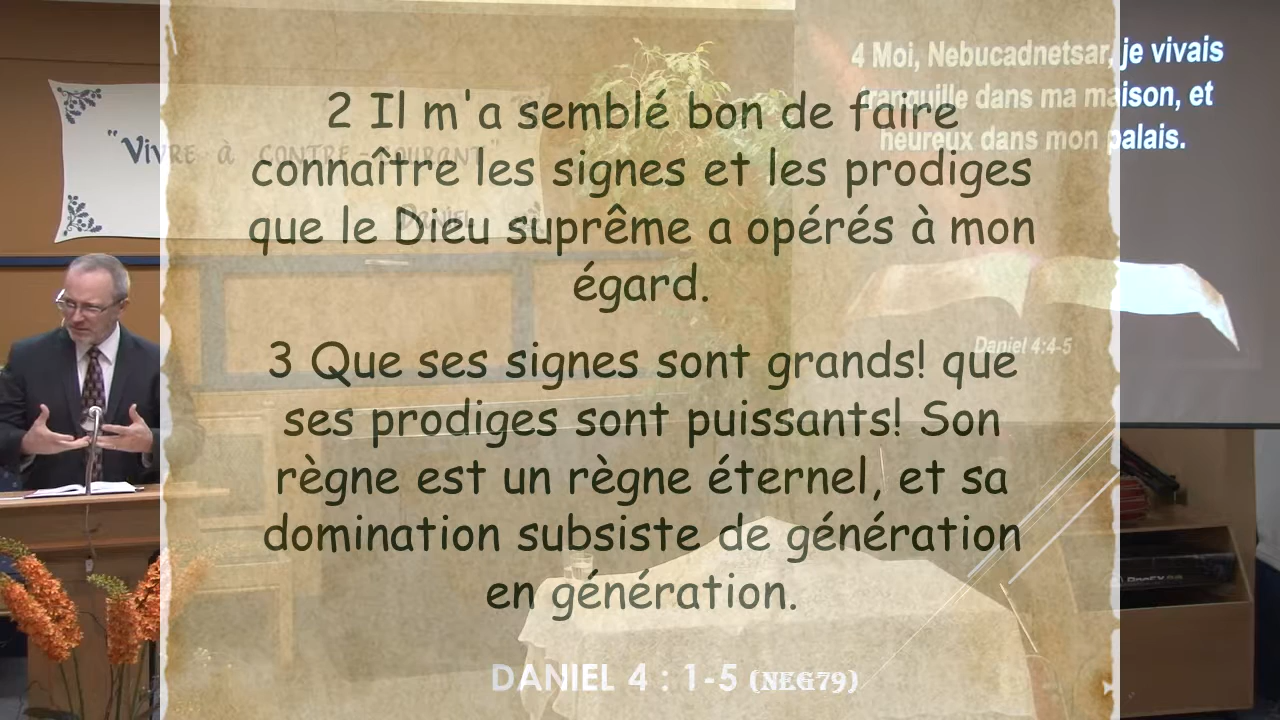 4 Moi, Nebucadnetsar, je vivais
tranquille dans ma maison, et
heureux dans mon palais.
Daniel 4:4-5
"VIVRE à CONTRE-COURANT"
DANIEL
2 Il m'a semblé bon de faire
connaître les signes et les prodiges
que le Dieu suprême a opérés à mon
égard.
3 Que ses signes sont grands! que
ses prodiges sont puissants! Son
règne est un règne éternel, et sa
domination subsiste de génération
en génération.
DANIEL 4 : 1-5 (NEG79)